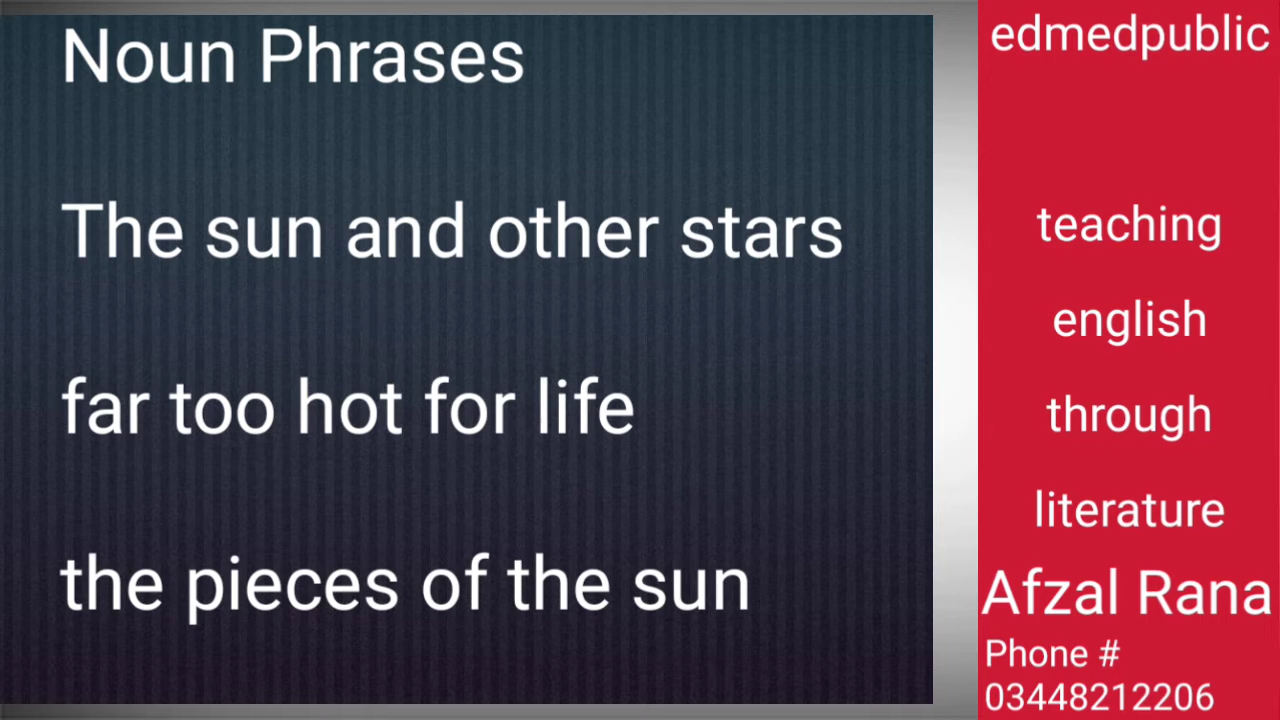 Noun Phrases
The sun and other stars
far too hot for life
the pieces of the sun
edmedpublic
teaching
english
through
literature
Afzal Rana
Phone #
03448212206